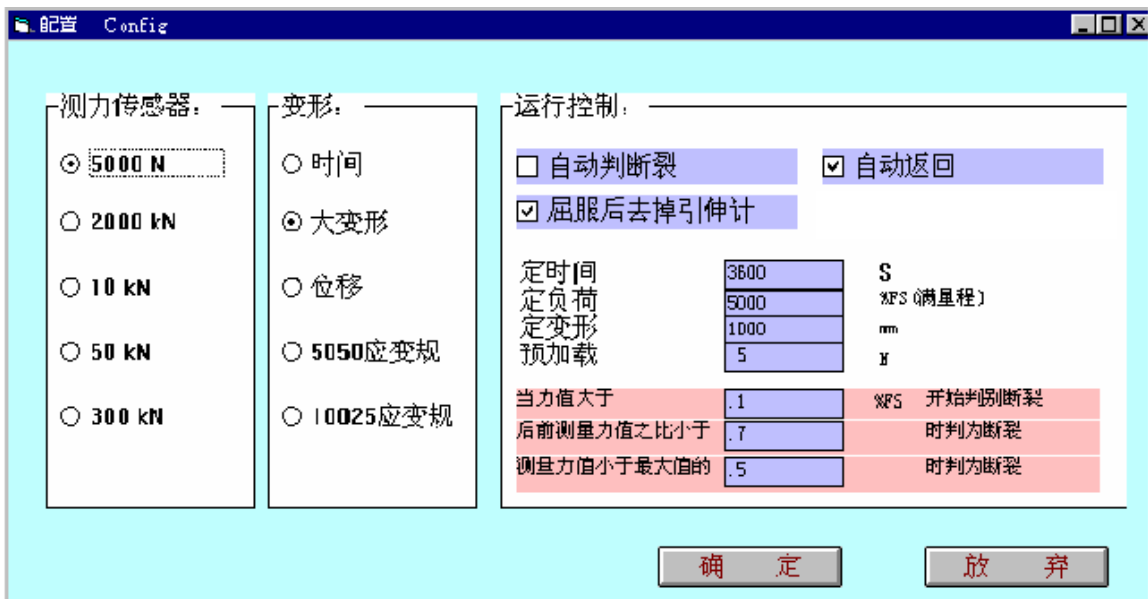 配置 Config
测力传感器：
5000 N
2000 kN
10 kN
50 kN
300 kN
变形：
时间
大变形
位移
5050应变规
10025应变规
运行控制：
自动判断裂
自动返回
屈服后去掉引伸计
定时间 3600 S
定负荷 5000 %FS (满量程)
定变形 1000 mm
预加载 5 N
当力值大于 .1 %FS 开始判别断裂
后前测量力值之比小于 .7 时判为断裂
测量力值小于最大值的 .5 时判为断裂
确 定
放 弃